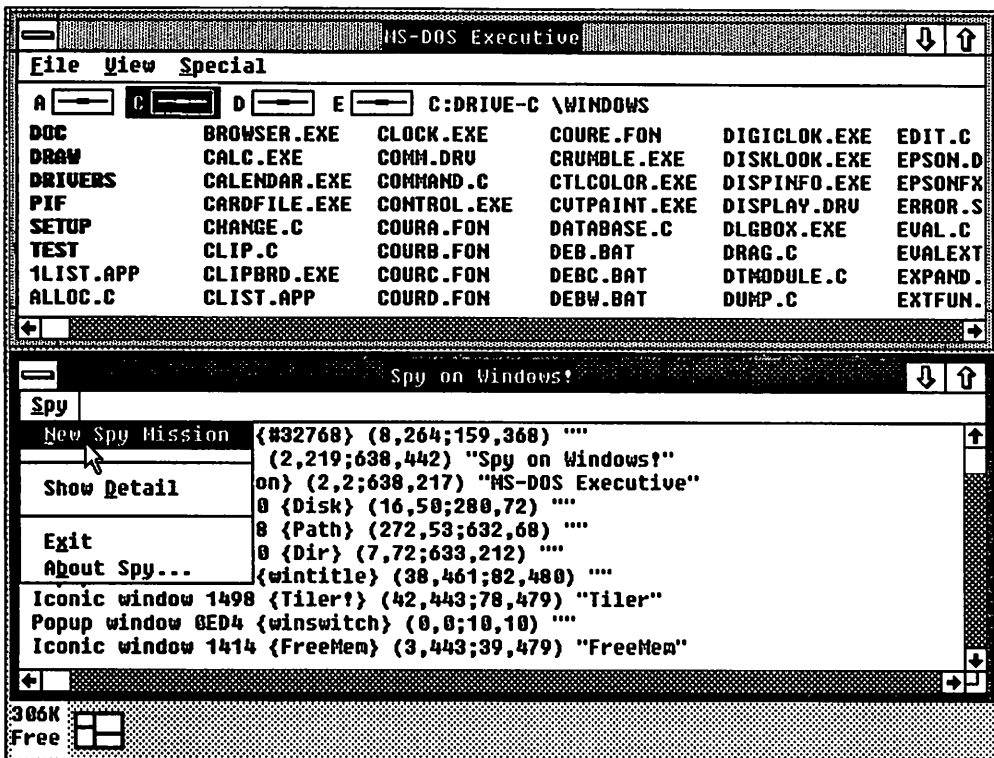 MS-DOS Executive
File View Special
A C D E C:DRIVE-C \WINDOWS
DOC BROWSER.EXE CLOCK.EXE COURE.FON DIGICLOK.EXE EDIT.C
DRAW CALC.EXE COMM.DRV CRUMBLE.EXE DISKLOOK.EXE EPSON.D
DRIVERS CALENDAR.EXE COMMAND.C CTLCOLOR.EXE DISPINFO.EXE EPSONFX
PIF CARDFILE.EXE CONTROL.EXE CVTPAINT.EXE DISPLAY.DRV ERROR.S
SETUP CHANGE.C COURA.FON DATABASE.C DLGBOX.EXE EVAL.C
TEST CLIP.C COURB.FON DEB.BAT DRAG.C EVALEXT
1LIST.APP CLIPBRD.EXE COURC.FON DEBC.BAT DTMODULE.C EXPAND.
ALLOC.C CLIST.APP COURD.FON DEBW.BAT DUMP.C EXTFUN.
Spy on Windows!
Spy
New Spy Mission {#32768} (8,264;159,368) ""
(2,219;638,442) "Spy on Windows!"
Show Detail on} (2,2;638,217) "MS-DOS Executive"
0 {Disk} (16,50;280,72) ""
8 {Path} (272,53;632,68) ""
Exit 0 {Dir} (7,72;633,212) ""
About Spy... {wintitle} (38,461;82,480) ""
Iconic window 1498 {Tiler!} (42,443;78,479) "Tiler"
Popup window 0ED4 {winswitch} (0,0;10,10) ""
Iconic window 1414 {FreeMem} (3,443;39,479) "FreeMem"
306K
Free